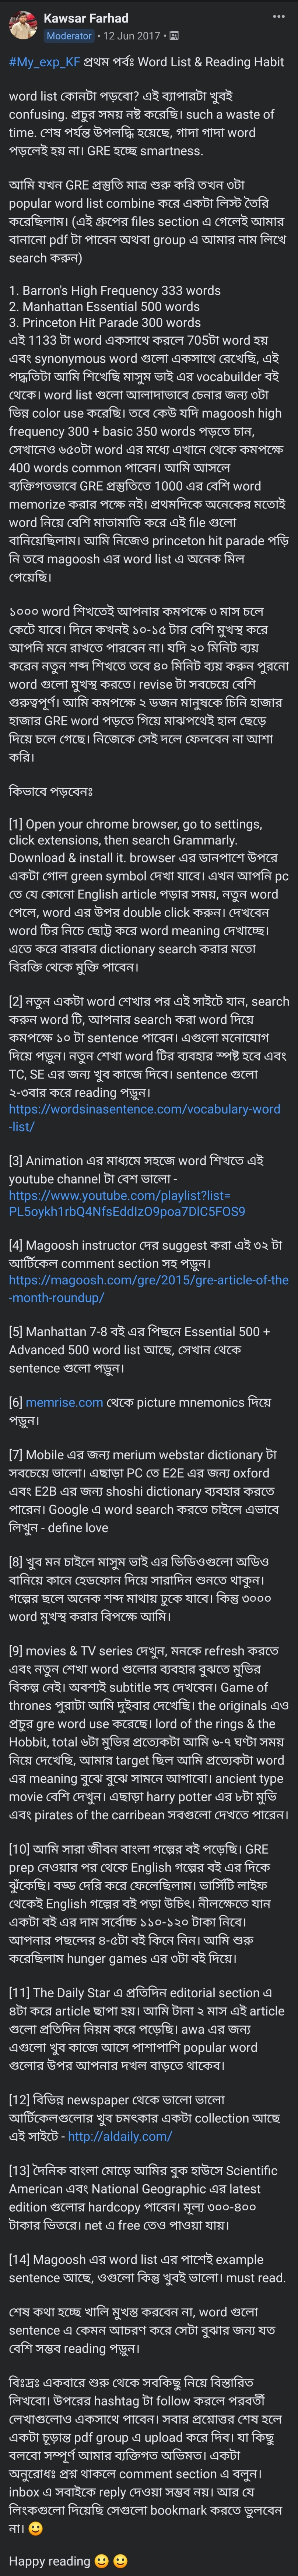 Kawsar Farhad
Moderator • 12 Jun 2017 •
#My_exp_KF প্রথম পর্বঃ Word List & Reading Habit
word list কোনটা পড়বো? এই ব্যাপারটা খুবই
confusing. প্রচুর সময় নষ্ট করেছি। such a waste of
time. শেষ পর্যন্ত উপলদ্ধি হয়েছে, গাদা গাদা word
পড়লেই হয় না। GRE হচ্ছে smartness.
আমি যখন GRE প্রস্তুতি মাত্র শুরু করি তখন ৩টা
popular word list combine করে একটা লিস্ট তৈরি
করেছিলাম। (এই গ্রুপের files section এ গেলেই আমার
বানানো pdf টা পাবেন অথবা group এ আমার নাম লিখে
search করুন)
1. Barron's High Frequency 333 words
2. Manhattan Essential 500 words
3. Princeton Hit Parade 300 words
এই 1133 টা word একসাথে করলে 705টা word হয়
এবং synonymous word গুলো একসাথে রেখেছি, এই
পদ্ধতিটা আমি শিখেছি মাসুম ভাই এর vocabuilder বই
থেকে। word list গুলো আলাদাভাবে চেনার জন্য ৩টা
ভিন্ন color use করেছি। তবে কেউ যদি magoosh high
frequency 300 + basic 350 words পড়তে চান,
সেখানেও ৬৫০টা word এর মধ্যে এখানে থেকে কমপক্ষে
400 words common পাবেন। আমি আসলে
ব্যক্তিগতভাবে GRE প্রস্তুতিতে 1000 এর বেশি word
memorize করার পক্ষে নই। প্রথমদিকে অনেকের মতোই
word নিয়ে বেশি মাতামাতি করে এই file গুলো
বানিয়েছিলাম। আমি নিজেও princeton hit parade পড়ি
নি তবে magoosh এর word list এ অনেক মিল
পেয়েছি।
১০০০ word শিখতেই আপনার কমপক্ষে ৩ মাস চলে
কেটে যাবে। দিনে কখনই ১০-১৫ টার বেশি মুখস্থ করে
আপনি মনে রাখতে পারবেন না। যদি ২০ মিনিট ব্যয়
করেন নতুন শব্দ শিখতে তবে ৪০ মিনিট ব্যয় করুন পুরনো
word গুলো মুখস্থ করতে। revise টা সবচেয়ে বেশি
গুরুত্বপূর্ণ। আমি কমপক্ষে ২ ডজন মানুষকে চিনি হাজার
হাজার GRE word পড়তে গিয়ে মাঝপথেই হাল ছেড়ে
দিয়ে চলে গেছে। নিজেকে সেই দলে ফেলবেন না আশা
করি।
কিভাবে পড়বেনঃ
[1] Open your chrome browser, go to settings,
click extensions, then search Grammarly.
Download & install it. browser এর ডানপাশে উপরে
একটা গোল green symbol দেখা যাবে। এখন আপনি pc
তে যে কোনো English article পড়ার সময়, নতুন word
পেলে, word এর উপর double click করুন। দেখবেন
word টির নিচে ছোট্ট করে word meaning দেখাচ্ছে।
এতে করে বারবার dictionary search করার মতো
বিরক্তি থেকে মুক্তি পাবেন।
[2] নতুন একটা word শেখার পর এই সাইটে যান, search
করুন word টি, আপনার search করা word দিয়ে
কমপক্ষে ১০ টা sentence পাবেন। এগুলো মনোযোগ
দিয়ে পড়ুন। নতুন শেখা word টির ব্যবহার স্পষ্ট হবে এবং
TC, SE এর জন্য খুব কাজে দিবে। sentence গুলো
২-৩বার করে reading পড়ুন।
https://wordsinasentence.com/vocabulary-word
-list/
[3] Animation এর মাধ্যমে সহজে word শিখতে এই
youtube channel টা বেশ ভালো -
https://www.youtube.com/playlist?list=
PL5oykh1rbQ4NfsEddIzO9poa7DlC5FOS9
[4] Magoosh instructor দের suggest করা এই ৩২ টা
আর্টিকেল comment section সহ পড়ুন।
https://magoosh.com/gre/2015/gre-article-of-the
-month-roundup/
[5] Manhattan 7-8 বই এর পিছনে Essential 500 +
Advanced 500 word list আছে, সেখান থেকে
sentence গুলো পড়ুন।
[6] memrise.com থেকে picture mnemonics দিয়ে
পড়ুন।
[7] Mobile এর জন্য merium webstar dictionary টা
সবচেয়ে ভালো। এছাড়া PC তে E2E এর জন্য oxford
এবং E2B এর জন্য shoshi dictionary ব্যবহার করতে
পারেন। Google এ word search করতে চাইলে এভাবে
লিখুন - define love
[8] খুব মন চাইলে মাসুম ভাই এর ভিডিওগুলো অডিও
বানিয়ে কানে হেডফোন দিয়ে সারাদিন শুনতে থাকুন।
গল্পের ছলে অনেক শব্দ মাথায় ঢুকে যাবে। কিন্তু ৩০০০
word মুখস্থ করার বিপক্ষে আমি।
[9] movies & TV series দেখুন, মনকে refresh করতে
এবং নতুন শেখা word গুলোর ব্যবহার বুঝতে মুভির
বিকল্প নেই। অবশ্যই subtitle সহ দেখবেন। Game of
thrones পুরাটা আমি দুইবার দেখেছি। the originals এও
প্রচুর gre word use করেছে। lord of the rings & the
Hobbit, total ৬টা মুভির প্রত্যেকটা আমি ৬-৭ ঘণ্টা সময়
নিয়ে দেখেছি, আমার target ছিল আমি প্রত্যেকটা word
এর meaning বুঝে বুঝে সামনে আগাবো। ancient type
movie বেশি দেখুন। এছাড়া harry potter এর ৮টা মুভি
এবং pirates of the carribean সবগুলো দেখতে পারেন।
[10] আমি সারা জীবন বাংলা গল্পের বই পড়েছি। GRE
prep নেওয়ার পর থেকে English গল্পের বই এর দিকে
ঝুঁকেছি। বড্ড দেরি করে ফেলেছিলাম। ভার্সিটি লাইফ
থেকেই English গল্পের বই পড়া উচিৎ। নীলক্ষেতে যান
একটা বই এর দাম সর্বোচ্চ ১১০-১২০ টাকা নিবে।
আপনার পছন্দের ৪-৫টা বই কিনে নিন। আমি শুরু
করেছিলাম hunger games এর ৩টা বই দিয়ে।
[11] The Daily Star এ প্রতিদিন editorial section এ
৪টা করে article ছাপা হয়। আমি টানা ২ মাস এই article
গুলো প্রতিদিন নিয়ম করে পড়েছি। awa এর জন্য
এগুলো খুব কাজে আসে পাশাপাশি popular word
গুলোর উপর আপনার দখল বাড়তে থাকবে।
[12] বিভিন্ন newspaper থেকে ভালো ভালো
আর্টিকেলগুলোর খুব চমৎকার একটা collection আছে
এই সাইটে - http://aldaily.com/
[13] দৈনিক বাংলা মোড়ে আমির বুক হাউসে Scientific
American এবং National Geographic এর latest
edition গুলোর hardcopy পাবেন। মূল্য ৩০০-৪০০
টাকার ভিতরে। net এ free তেও পাওয়া যায়।
[14] Magoosh এর word list এর পাশেই example
sentence আছে, ওগুলো কিন্তু খুবই ভালো। must read.
শেষ কথা হচ্ছে খালি মুখস্ত করবেন না, word গুলো
sentence এ কেমন আচরণ করে সেটা বুঝার জন্য যত
বেশি সম্ভব reading পড়ুন।
বিঃদ্রঃ একবারে শুরু থেকে সবকিছু নিয়ে বিস্তারিত
লিখবো। উপরের hashtag টা follow করলে পরবর্তী
লেখাগুলোও একসাথে পাবেন। সবার প্রশ্নোত্তর শেষ হলে
একটা চূড়ান্ত pdf group এ upload করে দিব। যা কিছু
বলবো সম্পূর্ণ আমার ব্যক্তিগত অভিমত। একটা
অনুরোধঃ প্রশ্ন থাকলে comment section এ বলুন।
inbox এ সবাইকে reply দেওয়া সম্ভব নয়। আর যে
লিংকগুলো দিয়েছি সেগুলো bookmark করতে ভুলবেন
না। 😀
Happy reading 😀 😀